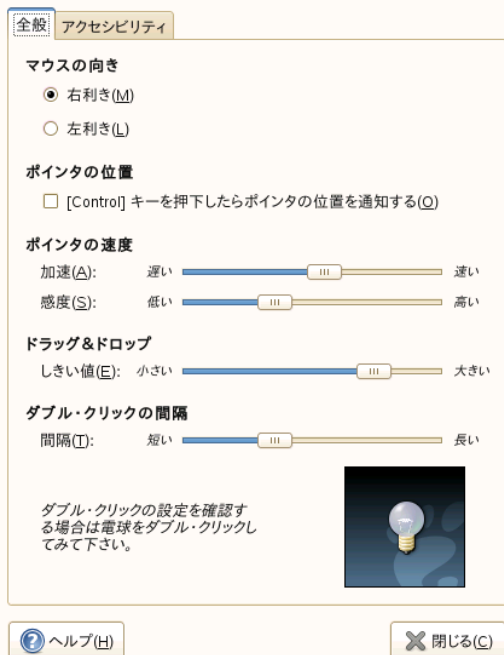 全般 アクセシビリティ
マウスの向き
右利き(M)
左利き(L)
ポインタの位置
[Control] キーを押下したらポインタの位置を通知する(O)
ポインタの速度
加速(A): 遅い 速い
感度(S): 低い 高い
ドラッグ&ドロップ
しきい値(E): 小さい 大きい
ダブル・クリックの間隔
間隔(T): 短い 長い
ダブル・クリックの設定を確認す
る場合は電球をダブル・クリックし
てみて下さい。
ヘルプ(H) 閉じる(C)